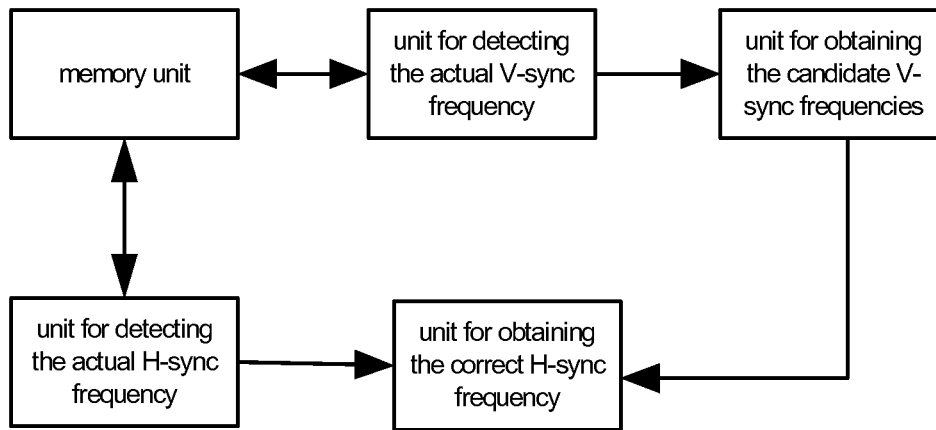 memory unit
unit for detecting
the actual V-sync
frequency
unit for obtaining
the candidate V-
sync frequencies
unit for detecting
the actual H-sync
frequency
unit for obtaining
the correct H-sync
frequency